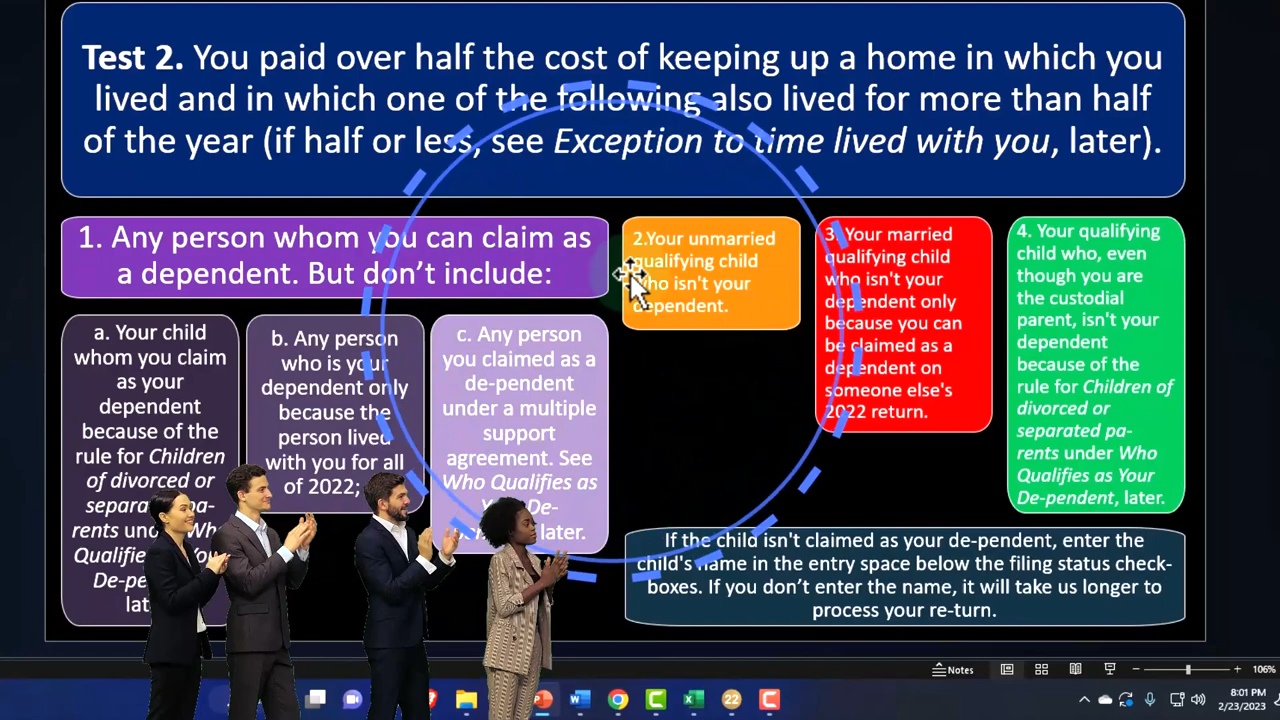 Test 2. You paid over half the cost of keeping up a home in which you
lived and in which one of the following also lived for more than half
of the year (if half or less, see Exception to time lived with you, later).
1. Any person whom you can claim as
a dependent. But don’t include:
a. Your child
whom you claim
as your
dependent
because of the
rule for Children
of divorced or
pa-
rents
De-
b. Any person
who is your
dependent only
because the
person lived
with you for all
of 2022;
c. Any person
you claimed as a
de-pendent
under a multiple
support
agreement. See
Who Qualifies as
De-
later.
2.Your unmarried
qualifying child
who isn't your
dependent.
3. Your married
qualifying child
who isn't your
dependent only
because you can
be claimed as a
dependent on
someone else's
2022 return.
4. Your qualifying
child who, even
though you are
the custodial
parent, isn't your
dependent
because of the
rule for Children of
divorced or
separated pa-
rents under Who
Qualifies as Your
De-pendent, later.
If the child isn't claimed as your de-pendent, enter the
child's name in the entry space below the filing status check-
boxes. If you don’t enter the name, it will take us longer to
process your re-turn.
Notes
106%
22
8:01 PM
2/23/2023